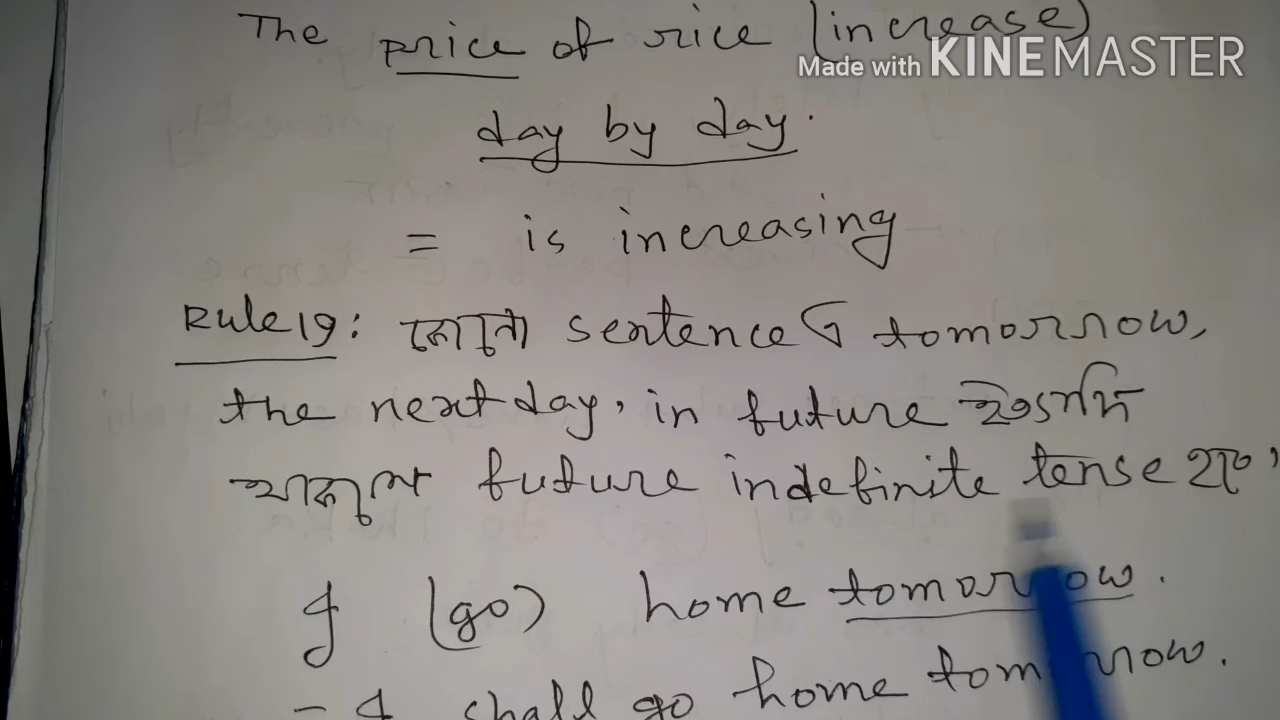 The price of rice (increase)
Made with KINEMASTER
day by day.
= is increasing
Rule 19: কোনো sentence এ tomorrow,
the next day, in future ইত্যাদি
থাকলে future indefinite tense হবে,
I (go) home tomorrow.
- I shall go home tomorrow.